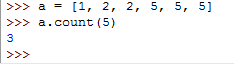 >>> a = [1, 2, 2, 5, 5, 5]
>>> a.count(5)
3
>>>